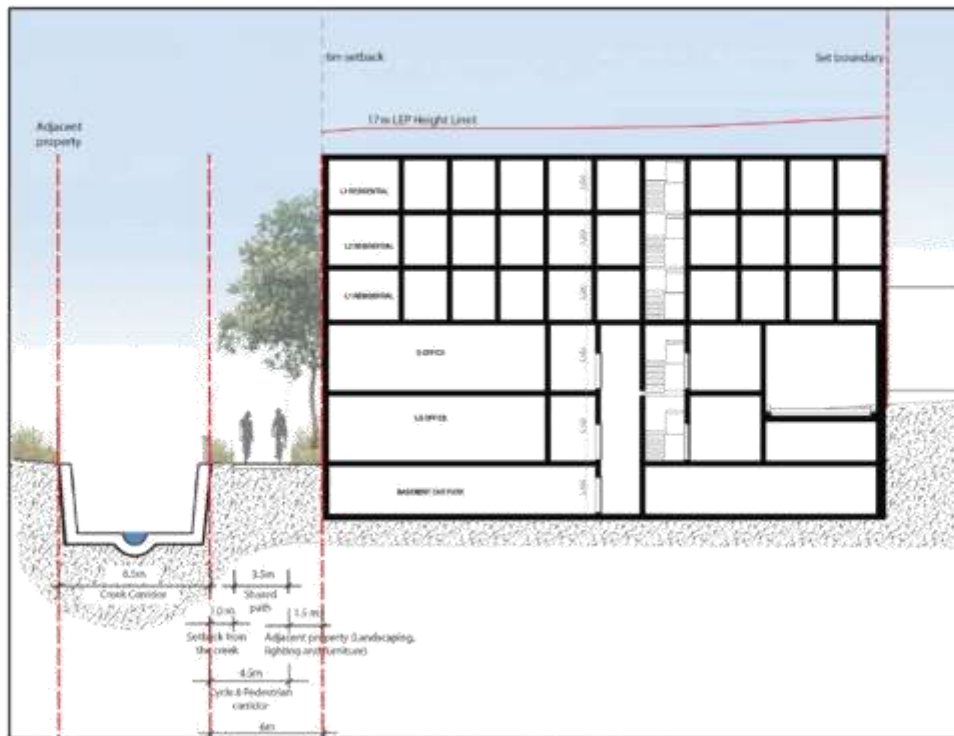 6m setback
Set boundary
17m LEP Height Limit
Adjacent
property
L3 RESIDENTIAL
L2 RESIDENTIAL
L1 RESIDENTIAL
G OFFICE
LG OFFICE
BASEMENT CAR PARK
6.5m
Creek Corridor
3.5m
Shared
path
1.0 m
Setback from
the creek
1.5 m
Adjacent property (Landscaping,
lighting and furniture)
4.5m
Cycle & Pedestrian
corridor
6m